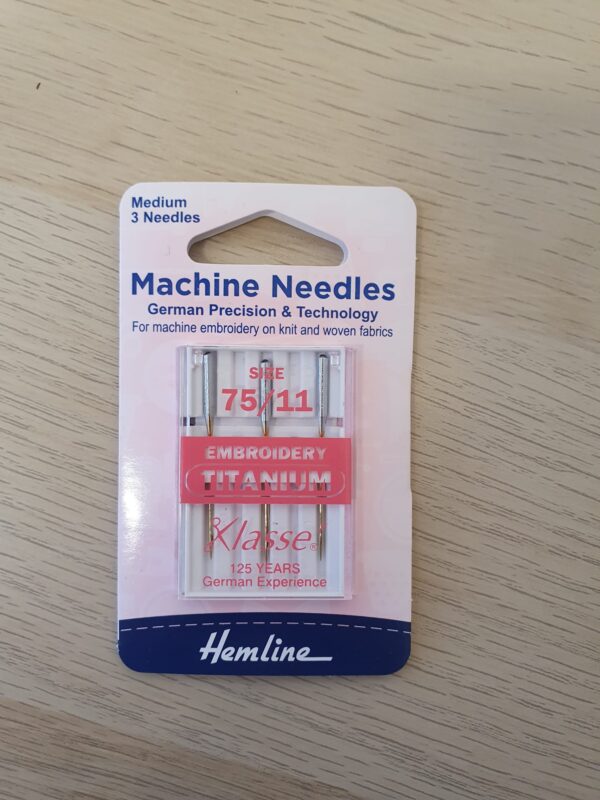 Medium
3 Needles
Machine Needles
German Precision & Technology
For machine embroidery on knit and woven fabrics
SIZE
75/11
EMBROIDERY
TITANIUM
Klasse®
125 YEARS
German Experience
Hemline